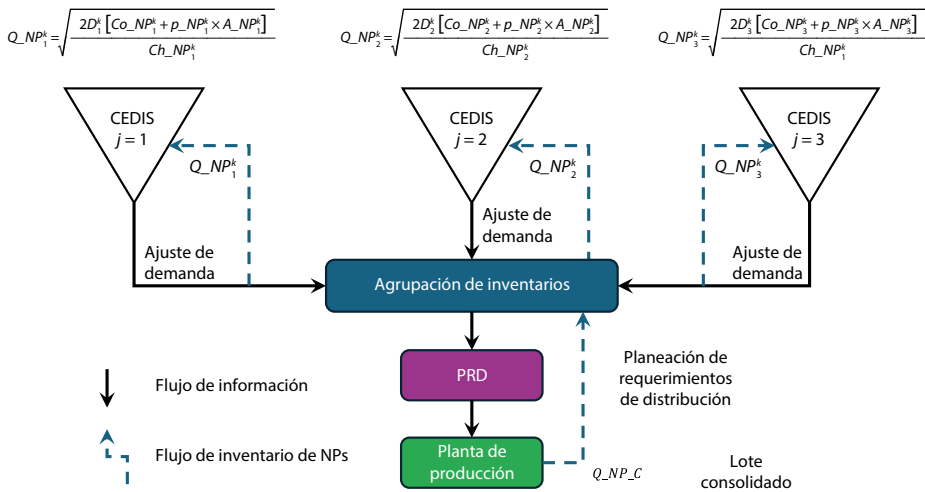 Q_NP₁ᵏ = √(2D₁ᵏ [Co_NP₁ᵏ + p_NP₁ᵏ × A_NP₁ᵏ] / Ch_NP₁ᵏ)
Q_NP₂ᵏ = √(2D₂ᵏ [Co_NP₂ᵏ + p_NP₂ᵏ × A_NP₂ᵏ] / Ch_NP₂ᵏ)
Q_NP₃ᵏ = √(2D₃ᵏ [Co_NP₃ᵏ + p_NP₃ᵏ × A_NP₃ᵏ] / Ch_NP₁ᵏ)
CEDIS
j = 1
Q_NP₁ᵏ
CEDIS
j = 2
Q_NP₂ᵏ
CEDIS
j = 3
Q_NP₃ᵏ
Ajuste de
demanda
Ajuste de
demanda
Ajuste de
demanda
Agrupación de inventarios
PRD
Planeación de
requerimientos
de distribución
Flujo de información
Flujo de inventario de NPs
Planta de
producción
Q_NP_C
Lote
consolidado